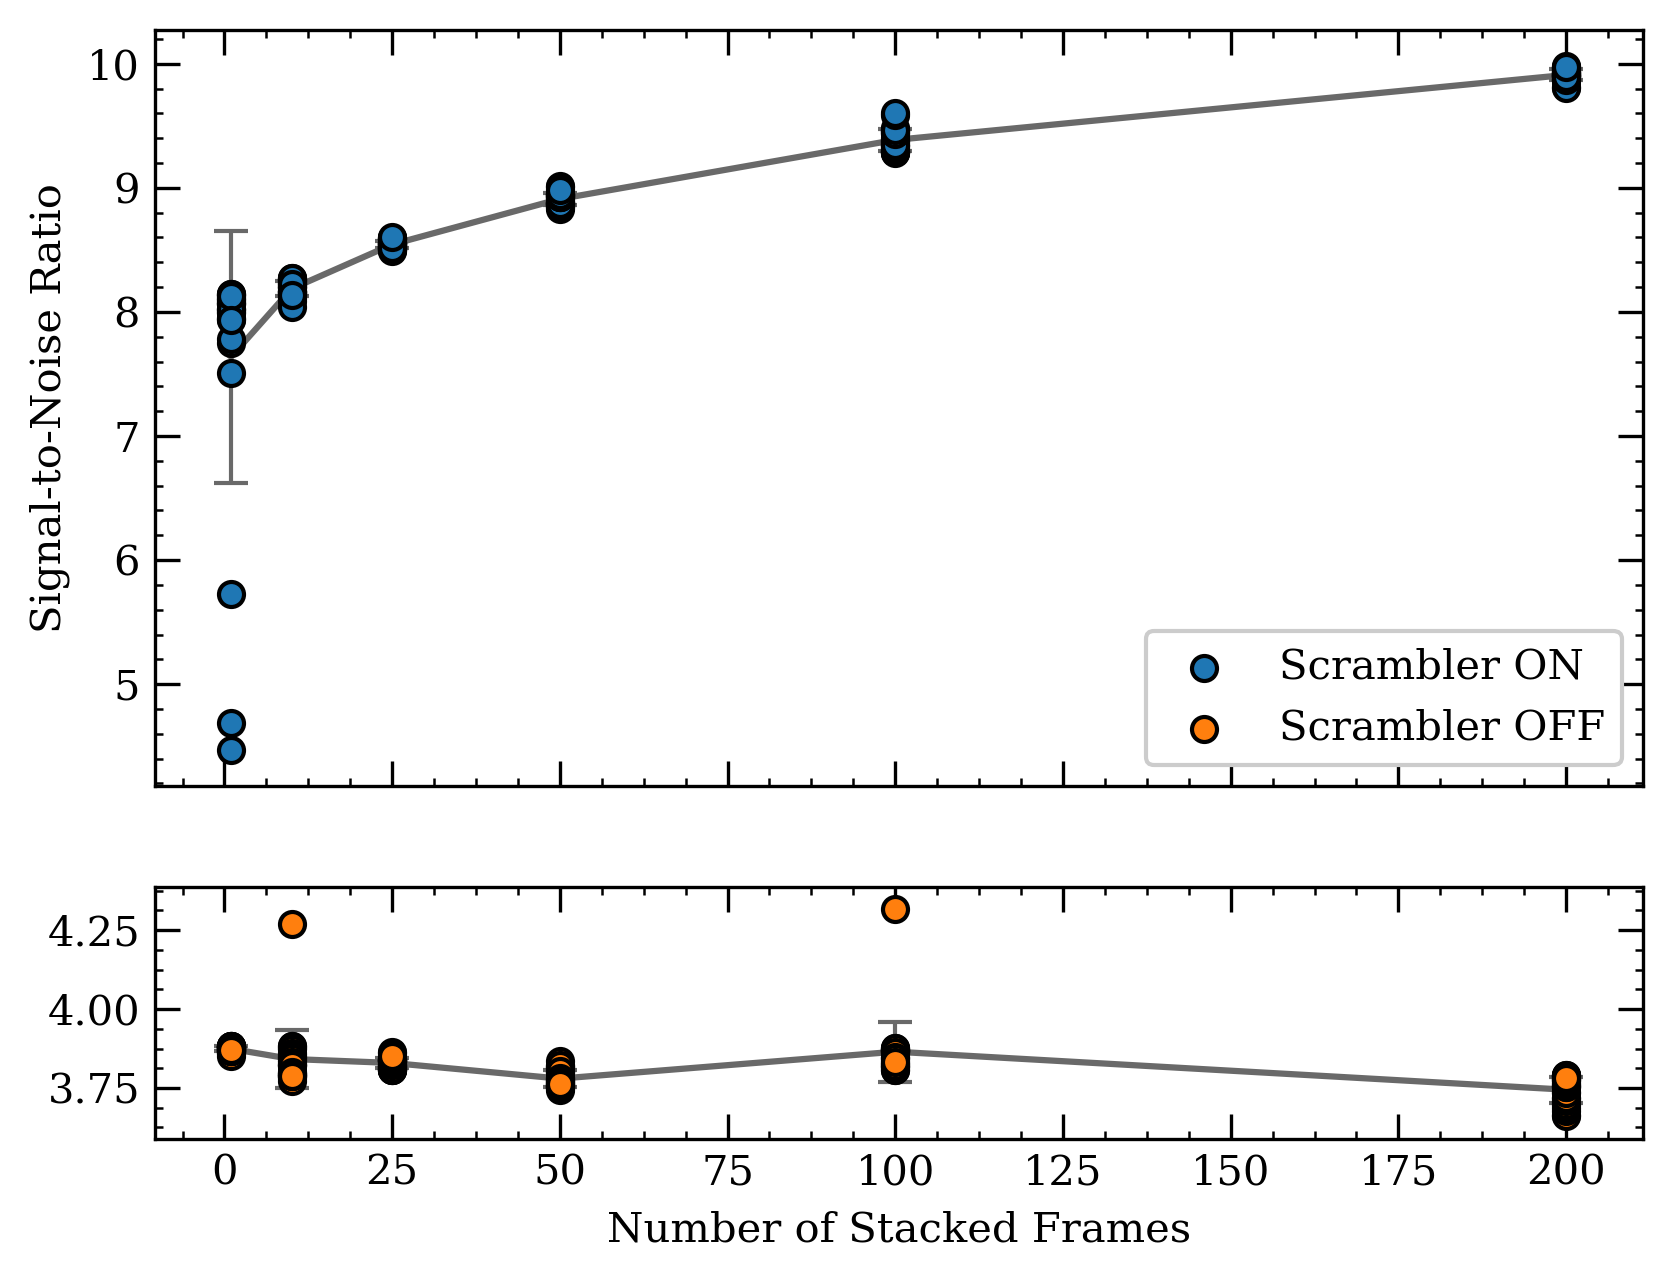 10
9
8
7
6
5
Signal-to-Noise Ratio
Scrambler ON
Scrambler OFF
4.25
4.00
3.75
0 25 50 75 100 125 150 175 200
Number of Stacked Frames